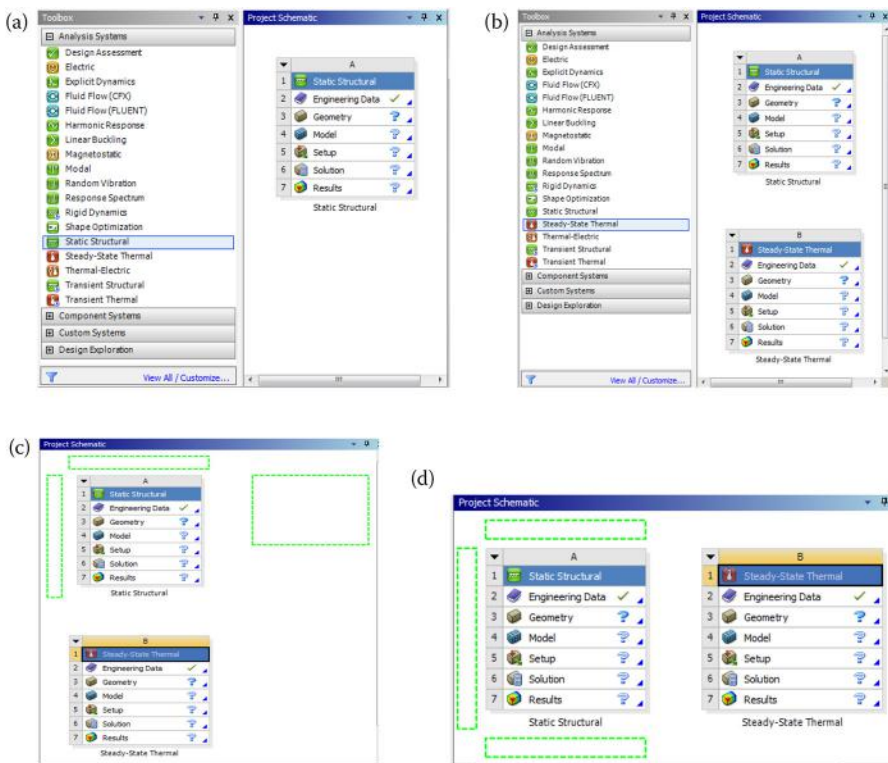 (a)
Toolbox
Analysis Systems
Design Assessment
Electric
Explicit Dynamics
Fluid Flow (CFX)
Fluid Flow (FLUENT)
Harmonic Response
Linear Buckling
Magnetostatic
Modal
Random Vibration
Response Spectrum
Rigid Dynamics
Shape Optimization
Static Structural
Steady-State Thermal
Thermal-Electric
Transient Structural
Transient Thermal
Component Systems
Custom Systems
Design Exploration
View All / Customize...
Project Schematic
A
1 Static Structural
2 Engineering Data
3 Geometry ?
4 Model ?
5 Setup ?
6 Solution ?
7 Results ?
Static Structural
(b)
Toolbox
Analysis Systems
Design Assessment
Electric
Explicit Dynamics
Fluid Flow (CFX)
Fluid Flow (FLUENT)
Harmonic Response
Linear Buckling
Magnetostatic
Modal
Random Vibration
Response Spectrum
Rigid Dynamics
Shape Optimization
Static Structural
Steady-State Thermal
Thermal-Electric
Transient Structural
Transient Thermal
Component Systems
Custom Systems
Design Exploration
View All / Customize...
Project Schematic
A
1 Static Structural
2 Engineering Data
3 Geometry ?
4 Model ?
5 Setup ?
6 Solution ?
7 Results ?
Static Structural
B
1 Steady-State Thermal
2 Engineering Data
3 Geometry ?
4 Model ?
5 Setup ?
6 Solution ?
7 Results ?
Steady-State Thermal
(c)
Project Schematic
A
1 Static Structural
2 Engineering Data
3 Geometry ?
4 Model ?
5 Setup ?
6 Solution ?
7 Results ?
Static Structural
B
1 Steady-State Thermal
2 Engineering Data
3 Geometry ?
4 Model ?
5 Setup ?
6 Solution ?
7 Results ?
Steady-State Thermal
(d)
Project Schematic
A
1 Static Structural
2 Engineering Data
3 Geometry ?
4 Model ?
5 Setup ?
6 Solution ?
7 Results ?
Static Structural
B
1 Steady-State Thermal
2 Engineering Data
3 Geometry ?
4 Model ?
5 Setup ?
6 Solution ?
7 Results ?
Steady-State Thermal